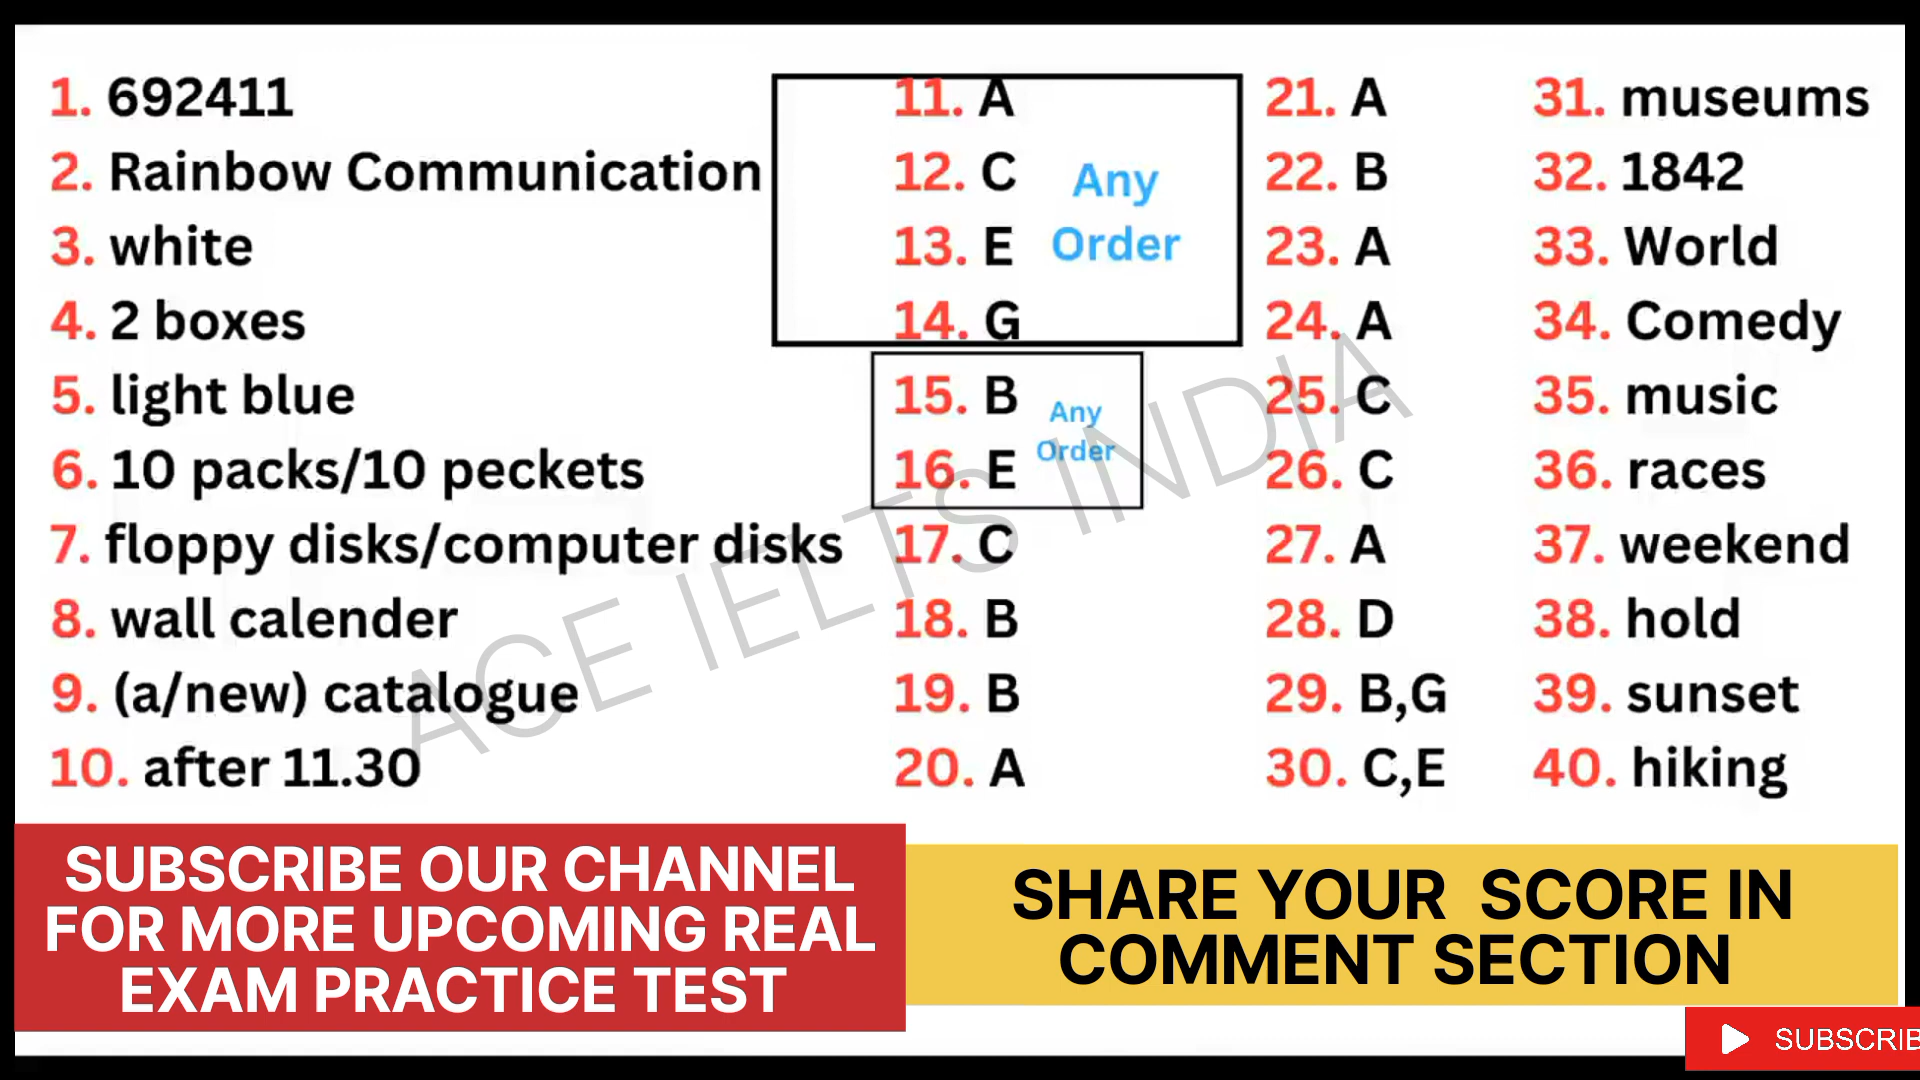 1. 692411
2. Rainbow Communication
3. white
4. 2 boxes
5. light blue
6. 10 packs/10 peckets
7. floppy disks/computer disks
8. wall calender
9. (a/new) catalogue
10. after 11.30
11. A
12. C
13. E
14. G
Any
Order
15. B
16. E
Any
Order
17. C
18. B
19. B
20. A
21. A
22. B
23. A
24. A
25. C
26. C
27. A
28. D
29. B,G
30. C,E
31. museums
32. 1842
33. World
34. Comedy
35. music
36. races
37. weekend
38. hold
39. sunset
40. hiking
ACE IELTS INDIA
SUBSCRIBE OUR CHANNEL
FOR MORE UPCOMING REAL
EXAM PRACTICE TEST
SHARE YOUR SCORE IN
COMMENT SECTION
SUBSCRIB